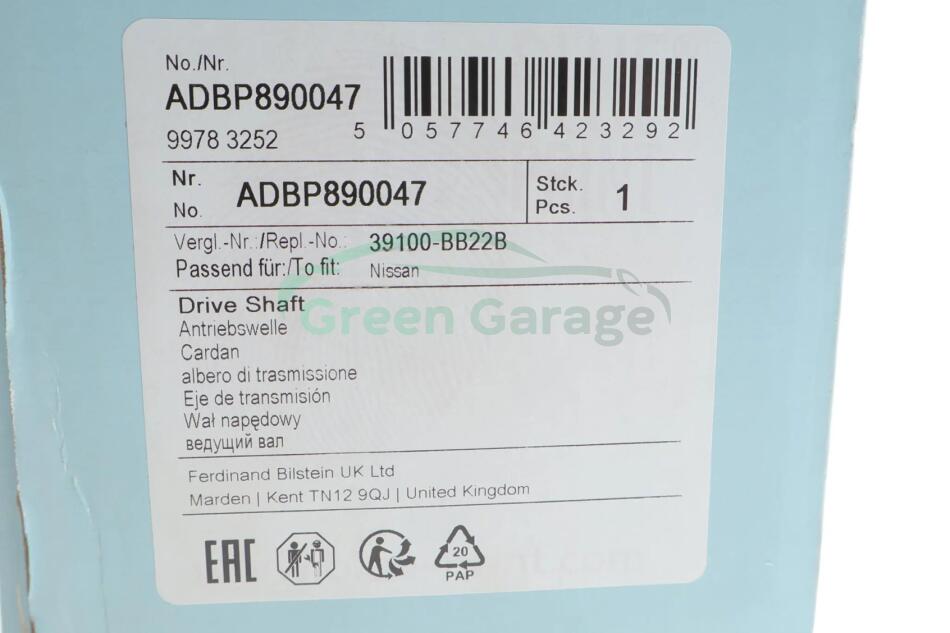 No./Nr.
ADBP890047
9978 3252
5 057746 423292
Nr.
No. ADBP890047
Stck.
Pcs. 1
Vergl.-Nr.:/Repl.-No.: 39100-BB22B
Passend für:/To fit: Nissan
Drive Shaft
Green Garage
Antriebswelle
Cardan
albero di trasmissione
Eje de transmisión
Wał napędowy
ведущий вал
Ferdinand Bilstein UK Ltd
Marden | Kent TN12 9QJ | United Kingdom
EAC
20
PAP